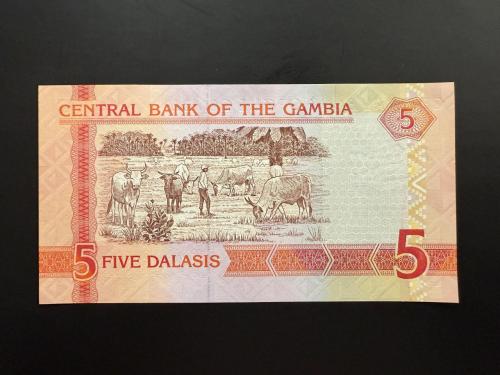 CENTRAL BANK OF THE GAMBIA 5
5 FIVE DALASIS 5